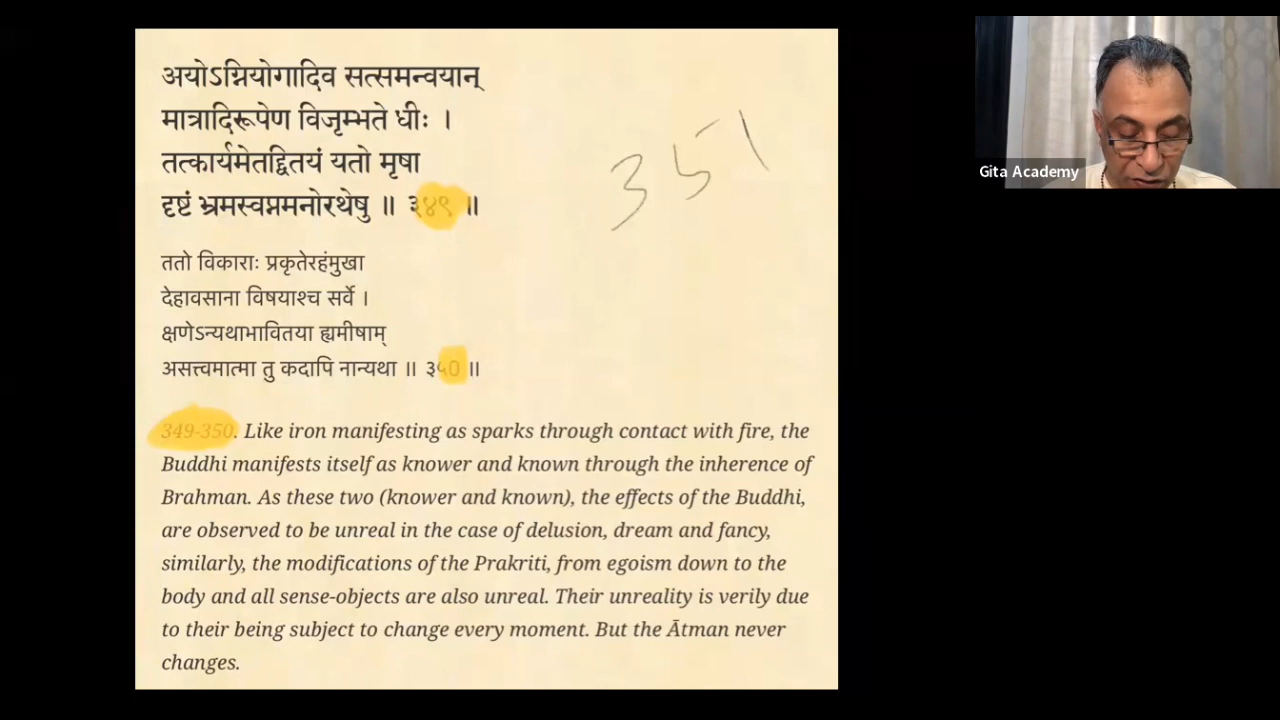 अयोऽग्नियोगादिव सत्समन्वयान्
मात्रादिरूपेण विजृम्भते धीः ।
तत्कार्यमेतद्द्वितयं यतो मृषा
दृष्टं भ्रमस्वप्नमनोरथेषु ॥ ३४९ ॥
ततो विकाराः प्रकृतेरहंमुखा
देहावसाना विषयाश्च सर्वे ।
क्षणेऽन्यथाभावितया ह्यमीषाम्
असत्त्वमात्मा तु कदापि नान्यथा ॥ ३५० ॥
349-350. Like iron manifesting as sparks through contact with fire, the
Buddhi manifests itself as knower and known through the inherence of
Brahman. As these two (knower and known), the effects of the Buddhi,
are observed to be unreal in the case of delusion, dream and fancy,
similarly, the modifications of the Prakriti, from egoism down to the
body and all sense-objects are also unreal. Their unreality is verily due
to their being subject to change every moment. But the Ātman never
changes.
351
Gita Academy